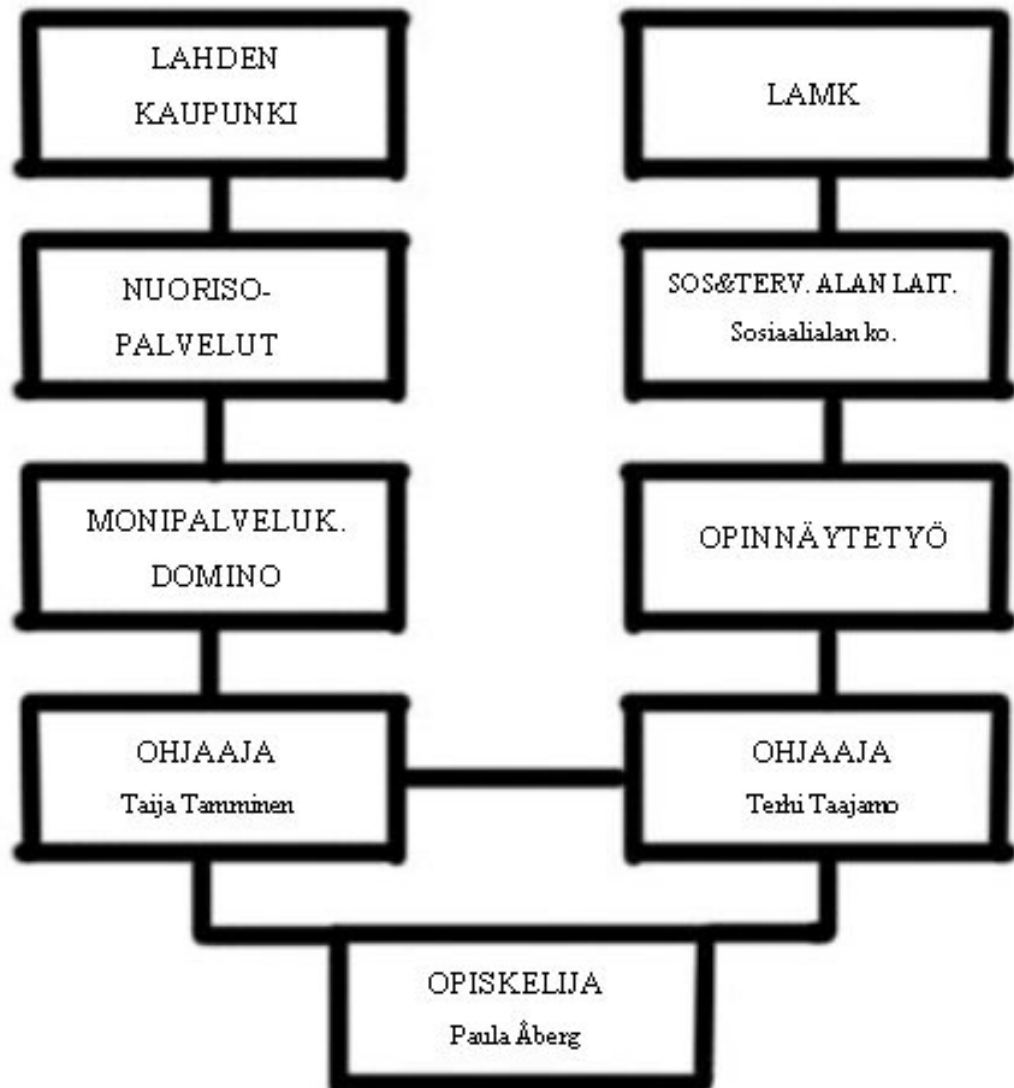 LAHDEN
KAUPUNKI
LAMK
NUORISO-
PALVELUT
SOS&TERV. ALAN LAIT.
Sosiaalialan ko.
MONIPALVELUK.
DOMINO
OPINNÄYTETYÖ
OHJAAJA
Taija Tamminen
OHJAAJA
Terhi Taajamo
OPISKELIJA
Paula Åberg